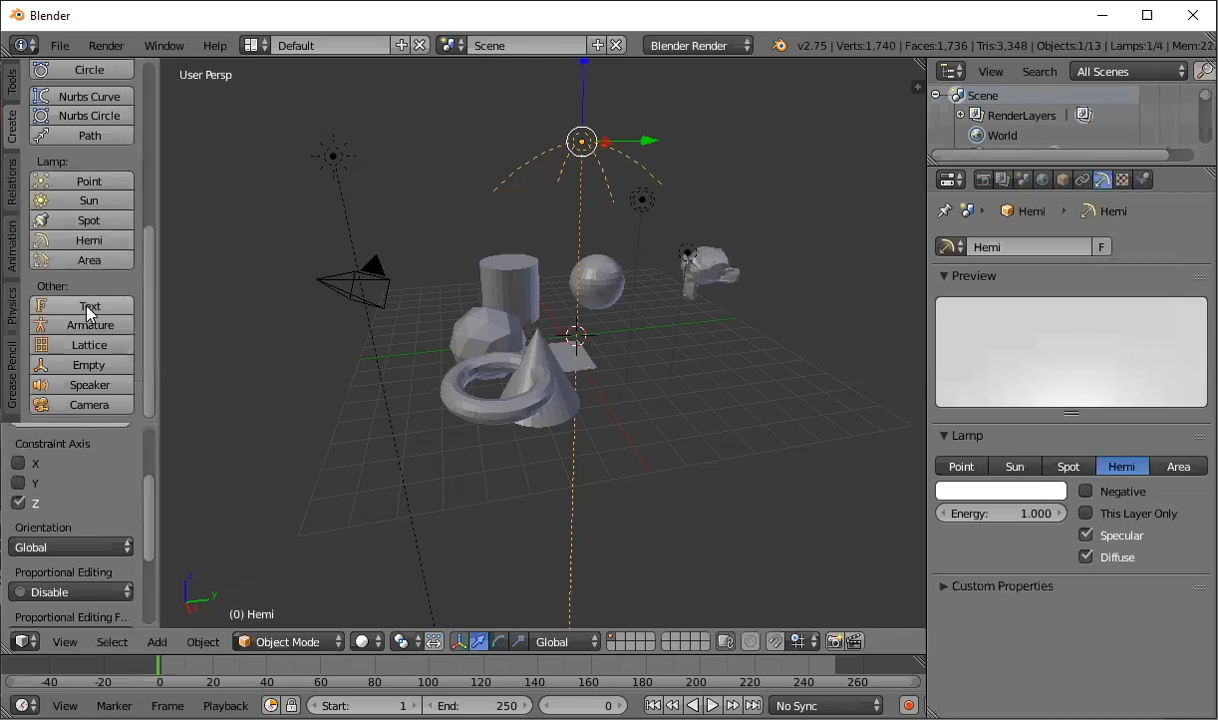 Blender
File Render Window Help Default Scene Blender Render v2.75 | Verts:1,740 | Faces:1,736 | Tris:3,348 | Objects:1/13 | Lamps:1/4 | Mem:22.
Tools
Create
Relations
Animation
Physics
Grease Pencil
Circle
Nurbs Curve
Nurbs Circle
Path
Lamp:
Point
Sun
Spot
Hemi
Area
Other:
Text
Armature
Lattice
Empty
Speaker
Camera
Constraint Axis
X
Y
Z
Orientation
Global
Proportional Editing
Disable
Proportional Editing F...
User Persp
z
y
(0) Hemi
View Select Add Object Object Mode Global
View Search All Scenes
Scene
RenderLayers |
World
Hemi Hemi
Hemi F
Preview
Lamp
Point Sun Spot Hemi Area
Negative
Energy: 1.000 This Layer Only
Specular
Diffuse
Custom Properties
-40 -20 0 20 40 60 80 100 120 140 160 180 200 220 240 260
View Marker Frame Playback Start: 1 End: 250 0 No Sync